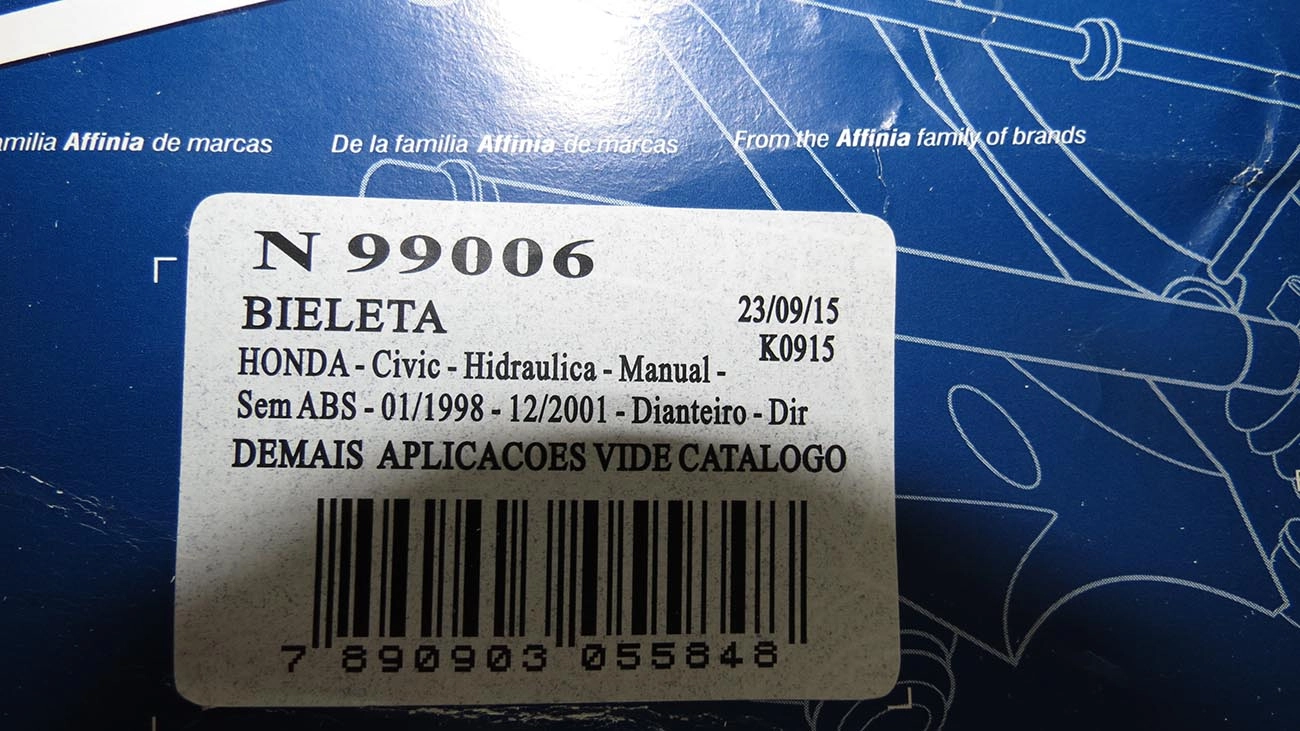 amilia Affinia de marcas
De la familia Affinia de marcas
From the Affinia family of brands
N 99006
BIELETA
23/09/15
K0915
HONDA - Civic - Hidraulica - Manual -
Sem ABS - 01/1998 - 12/2001 - Dianteiro - Dir
DEMAIS APLICACOES VIDE CATALOGO
7 890903 055848